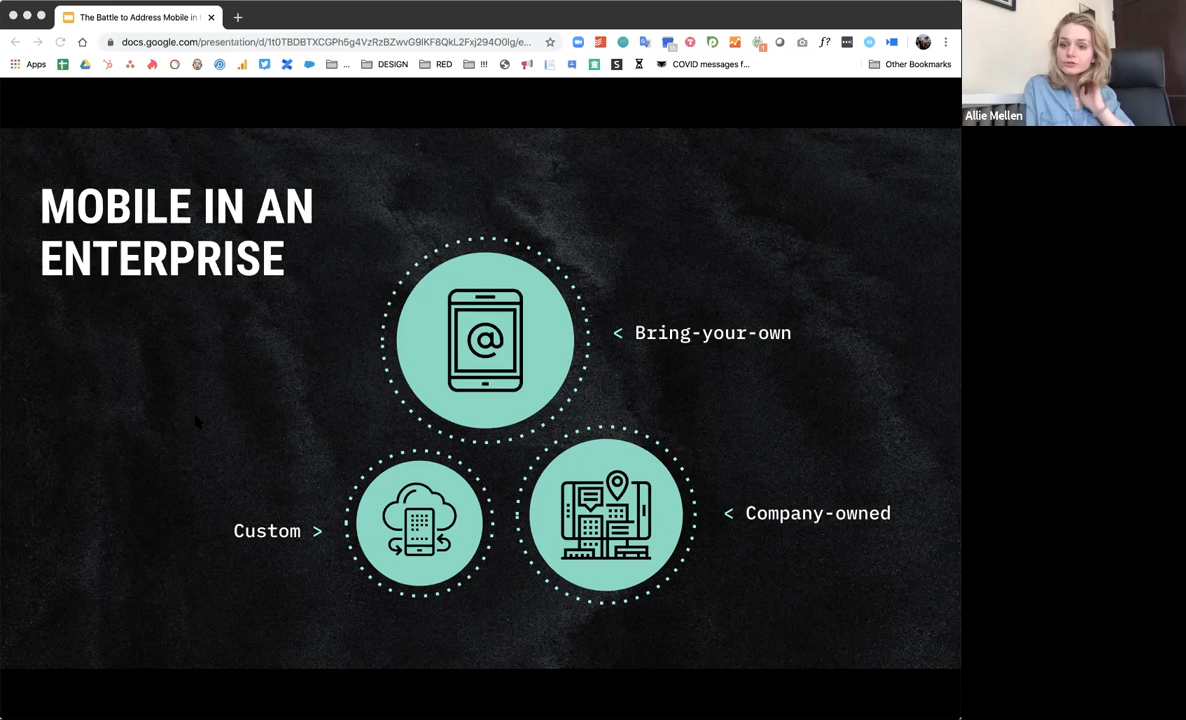 The Battle to Address Mobile in
docs.google.com/presentation/d/1t0TBDBTXCGPh5g4VzRzBZwvG9lKF8QkL2Fxj294O0lg/e...
Apps
...
DESIGN
RED
!!!
COVID messages f...
Other Bookmarks
Allie Mellen
MOBILE IN AN
ENTERPRISE
@
< Bring-your-own
Custom >
< Company-owned